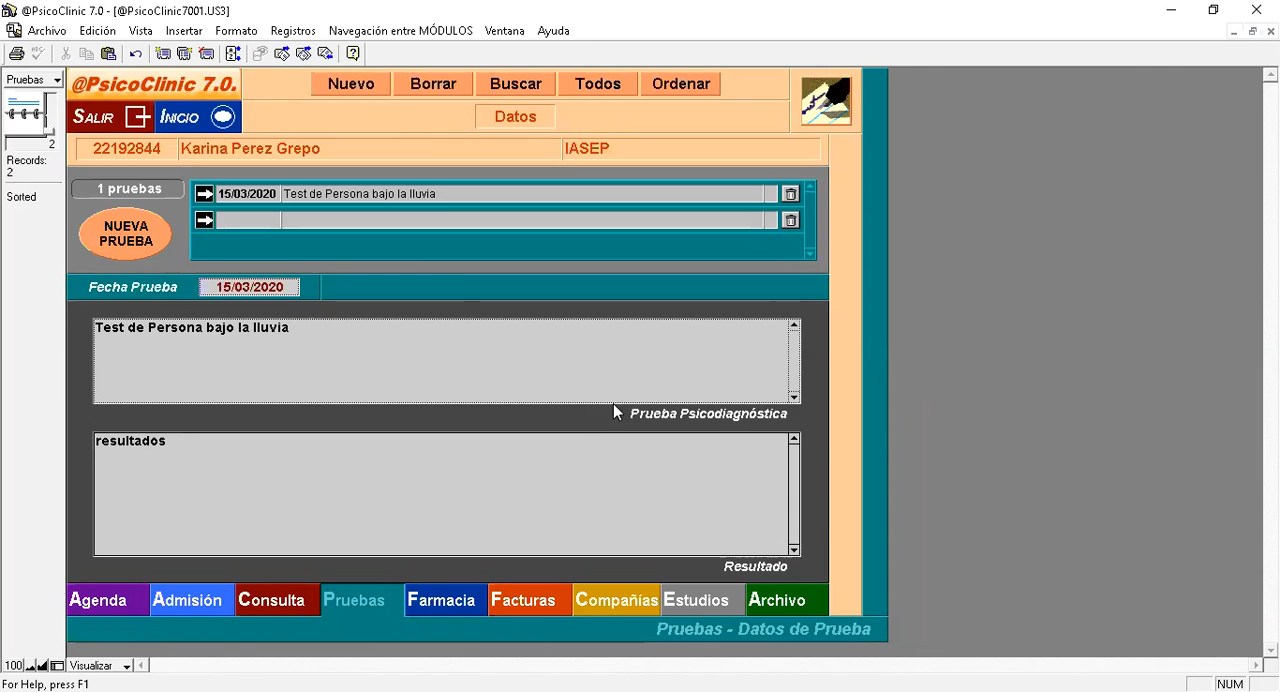 @PsicoClinic 7.0 - [@PsicoClinic7001.US3]
Archivo Edición Vista Insertar Formato Registros Navegación entre MÓDULOS Ventana Ayuda
Pruebas
@PsicoClinic 7.0.
Nuevo Borrar Buscar Todos Ordenar
SALIR INICIO
Datos
2
Records:
2
Sorted
22192844 Karina Perez Grepo IASEP
1 pruebas
15/03/2020 Test de Persona bajo la lluvia
NUEVA
PRUEBA
Fecha Prueba 15/03/2020
Test de Persona bajo la lluvia
Prueba Psicodiagnóstica
resultados
Resultado
Agenda Admisión Consulta Pruebas Farmacia Facturas Compañías Estudios Archivo
Pruebas - Datos de Prueba
100 Visualizar
For Help, press F1
NUM